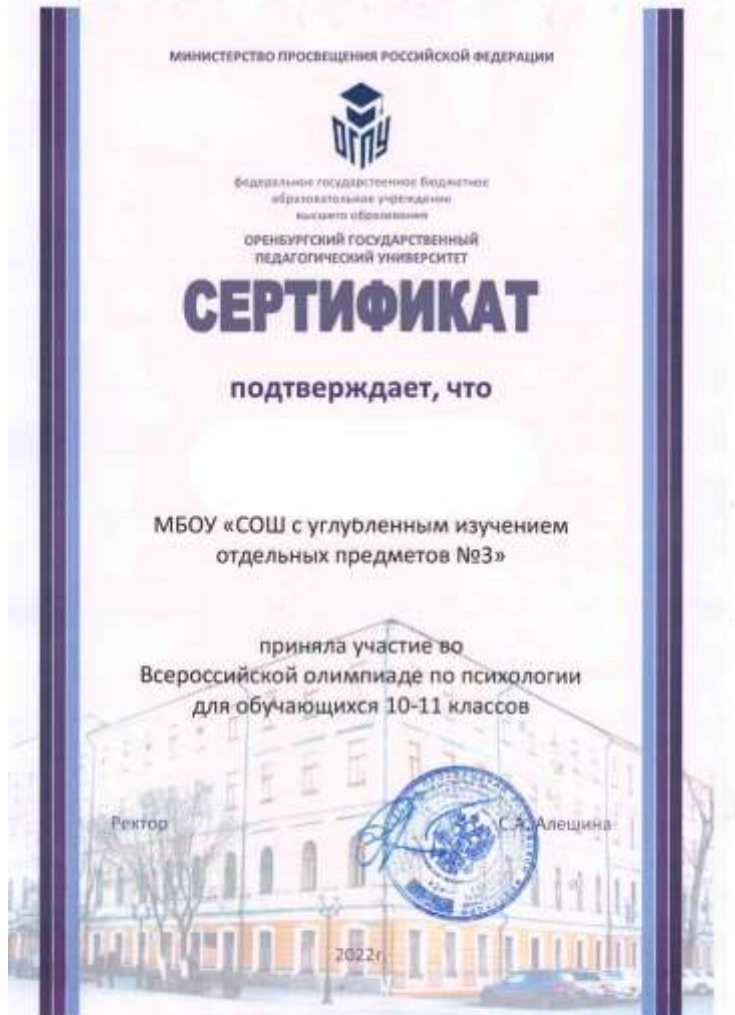 МИНИСТЕРСТВО ПРОСВЕЩЕНИЯ РОССИЙСКОЙ ФЕДЕРАЦИИ
ОГПУ
федеральное государственное бюджетное
образовательное учреждение
высшего образования
ОРЕНБУРГСКИЙ ГОСУДАРСТВЕННЫЙ
ПЕДАГОГИЧЕСКИЙ УНИВЕРСИТЕТ
СЕРТИФИКАТ
подтверждает, что
МБОУ «СОШ с углубленным изучением
отдельных предметов №3»
приняла участие во
Всероссийской олимпиаде по психологии
для обучающихся 10-11 классов
Ректор С.А. Алешина
2022г.